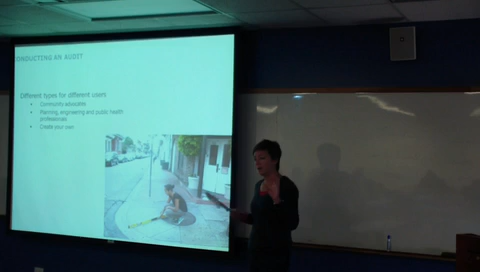 CONDUCTING AN AUDIT
Different types for different users
• Community advocates
• Planning, engineering and public health
professionals
• Create your own